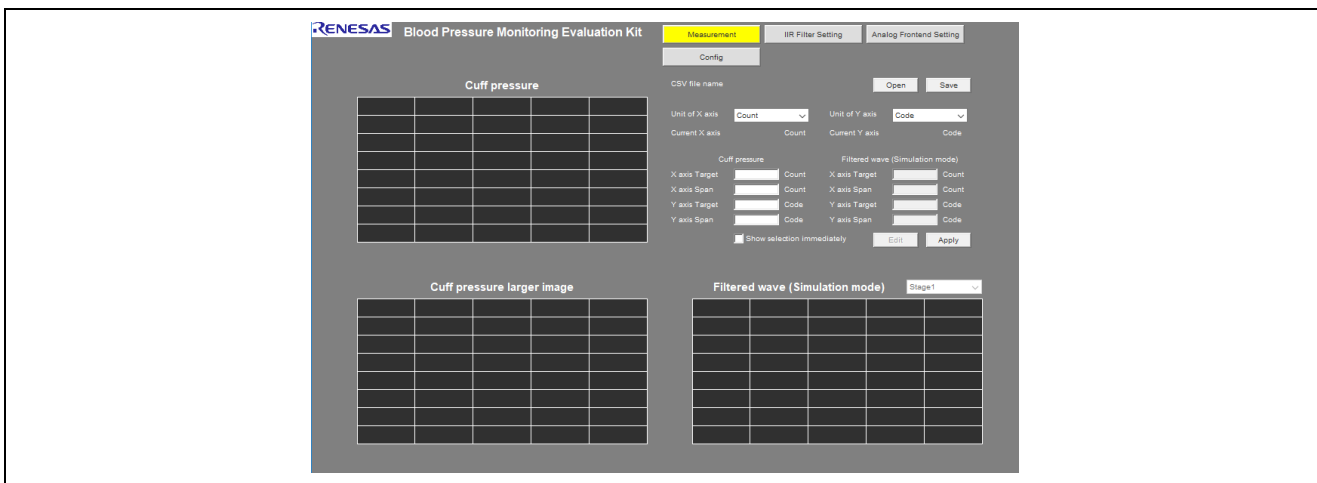 RENESAS Blood Pressure Monitoring Evaluation Kit
Measurement IIR Filter Setting Analog Frontend Setting
Config
Cuff pressure
CSV file name Open Save
Unit of X axis Count Unit of Y axis Code
Current X axis Count Current Y axis Code
Cuff pressure Filtered wave (Simulation mode)
X axis Target Count X axis Target Count
X axis Span Count X axis Span Count
Y axis Target Code Y axis Target Code
Y axis Span Code Y axis Span Code
Show selection immediately Edit Apply
Cuff pressure larger image
Filtered wave (Simulation mode) Stage1